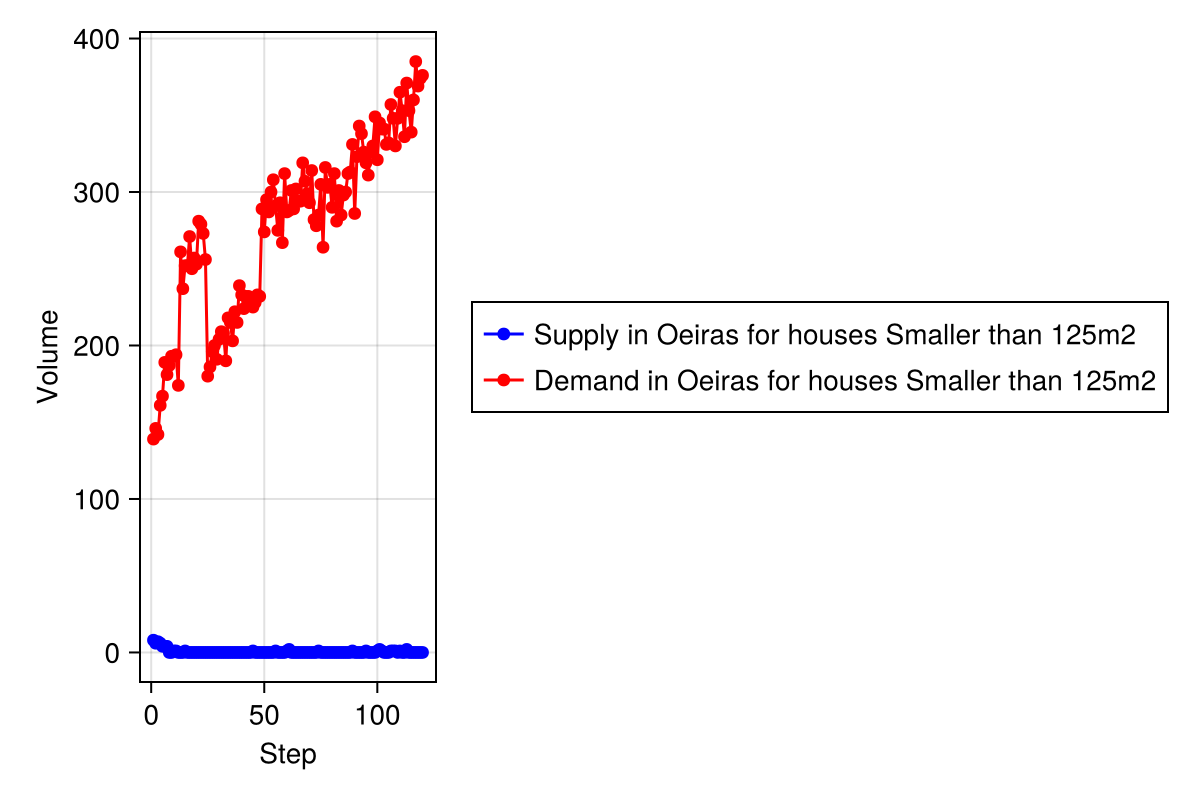 400
300
200
100
0
Volume
0 50 100
Step
Supply in Oeiras for houses Smaller than 125m2
Demand in Oeiras for houses Smaller than 125m2